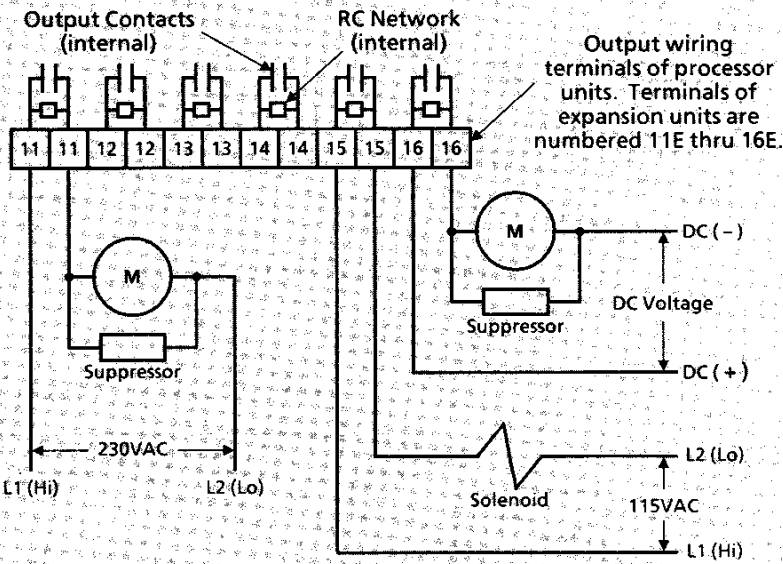 Output Contacts
(internal)
RC Network
(internal)
Output wiring
terminals of processor
units. Terminals of
expansion units are
numbered 11E thru 16E.
11 11 12 12 13 13 14 14 15 15 16 16
M
Suppressor
230VAC
L1 (Hi)
L2 (Lo)
M
Suppressor
DC (-)
DC Voltage
DC (+)
Solenoid
L2 (Lo)
115VAC
L1 (Hi)